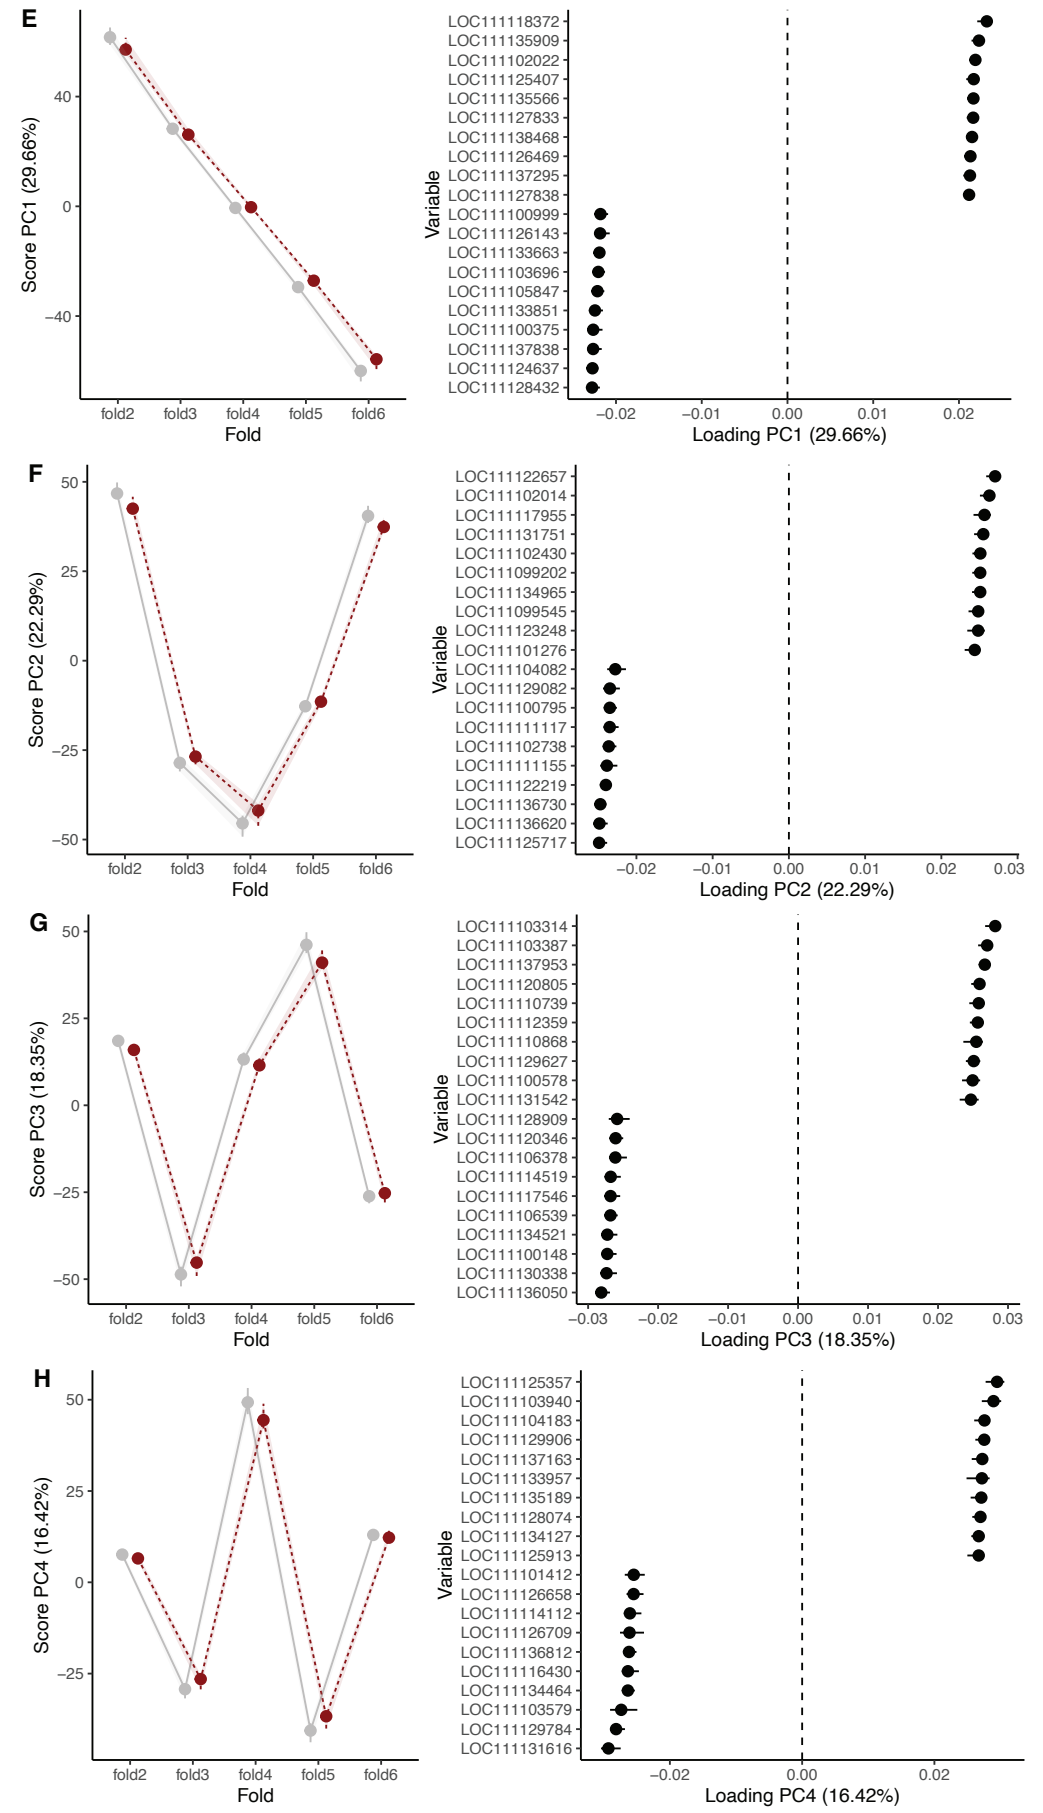 E
Score PC1 (29.66%)
40
0
−40
fold2 fold3 fold4 fold5 fold6
Fold
Variable
LOC111118372
LOC111135909
LOC111102022
LOC111125407
LOC111135566
LOC111127833
LOC111138468
LOC111126469
LOC111137295
LOC111127838
LOC111100999
LOC111126143
LOC111133663
LOC111103696
LOC111105847
LOC111133851
LOC111100375
LOC111137838
LOC111124637
LOC111128432
−0.02 −0.01 0.00 0.01 0.02
Loading PC1 (29.66%)
F
Score PC2 (22.29%)
50
25
0
−25
−50
fold2 fold3 fold4 fold5 fold6
Fold
Variable
LOC111122657
LOC111102014
LOC111117955
LOC111131751
LOC111102430
LOC111099202
LOC111134965
LOC111099545
LOC111123248
LOC111101276
LOC111104082
LOC111129082
LOC111100795
LOC111111117
LOC111102738
LOC111111155
LOC111122219
LOC111136730
LOC111136620
LOC111125717
−0.02 −0.01 0.00 0.01 0.02 0.03
Loading PC2 (22.29%)
G
Score PC3 (18.35%)
50
25
0
−25
−50
fold2 fold3 fold4 fold5 fold6
Fold
Variable
LOC111103314
LOC111103387
LOC111137953
LOC111120805
LOC111110739
LOC111112359
LOC111110868
LOC111129627
LOC111100578
LOC111131542
LOC111128909
LOC111120346
LOC111106378
LOC111114519
LOC111117546
LOC111106539
LOC111134521
LOC111100148
LOC111130338
LOC111136050
−0.03 −0.02 −0.01 0.00 0.01 0.02 0.03
Loading PC3 (18.35%)
H
Score PC4 (16.42%)
50
25
0
−25
fold2 fold3 fold4 fold5 fold6
Fold
Variable
LOC111125357
LOC111103940
LOC111104183
LOC111129906
LOC111137163
LOC111133957
LOC111135189
LOC111128074
LOC111134127
LOC111125913
LOC111101412
LOC111126658
LOC111114112
LOC111126709
LOC111136812
LOC111116430
LOC111134464
LOC111103579
LOC111129784
LOC111131616
−0.02 0.00 0.02
Loading PC4 (16.42%)